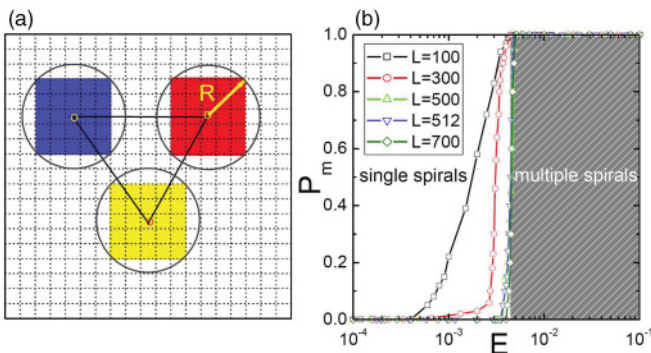 (a)
R
(b)
1.0
0.8
0.6
0.4
0.2
0.0
P_m
L=100
L=300
L=500
L=512
L=700
single spirals
multiple spirals
10^-4
10^-3
E
10^-2
10^-1